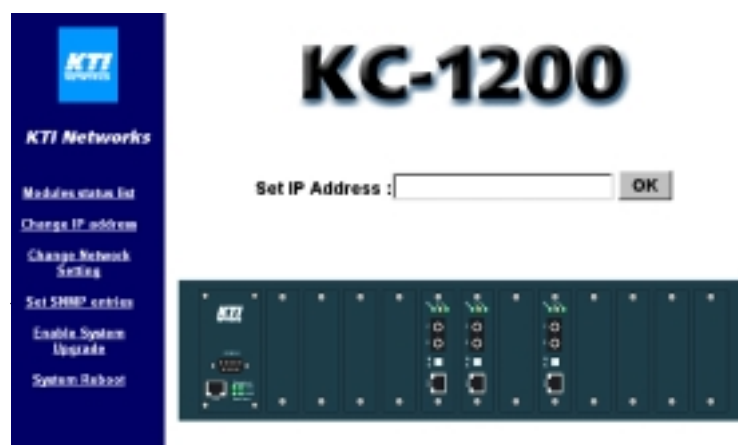 KTI
NETWORKS
KTI Networks
Modules status list
Change IP address
Change Network
Setting
Set SNMP entries
Enable System
Upgrade
System Reboot
KC-1200
Set IP Address :
OK
KTI